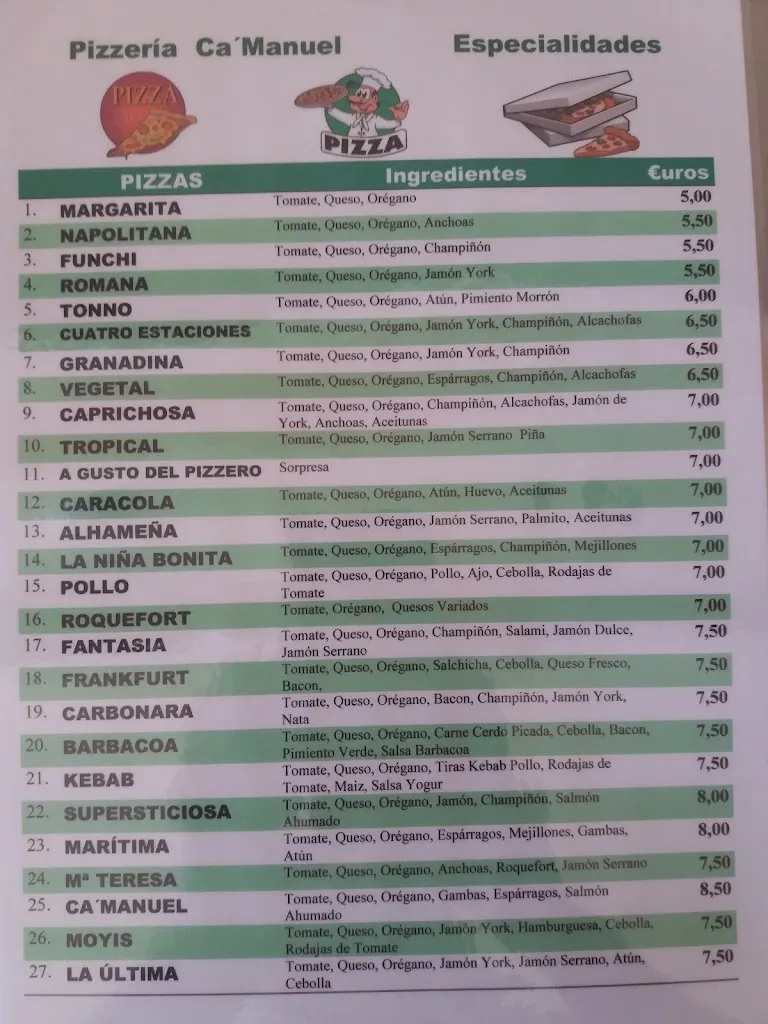 Pizzería Ca´Manuel Especialidades
PIZZA
PIZZA
PIZZAS Ingredientes €uros
1. MARGARITA Tomate, Queso, Orégano 5,00
2. NAPOLITANA Tomate, Queso, Orégano, Anchoas 5,50
3. FUNCHI Tomate, Queso, Orégano, Champiñón 5,50
4. ROMANA Tomate, Queso, Orégano, Jamón York 5,50
5. TONNO Tomate, Queso, Orégano, Atún, Pimiento Morrón 6,00
6. CUATRO ESTACIONES Tomate, Queso, Orégano, Jamón York, Champiñón, Alcachofas 6,50
7. GRANADINA Tomate, Queso, Orégano, Jamón York, Champiñón 6,50
8. VEGETAL Tomate, Queso, Orégano, Espárragos, Champiñón, Alcachofas 6,50
9. CAPRICHOSA Tomate, Queso, Orégano, Champiñón, Alcachofas, Jamón de 7,00
York, Anchoas, Aceitunas
10. TROPICAL Tomate, Queso, Orégano, Jamón Serrano Piña 7,00
11. A GUSTO DEL PIZZERO Sorpresa 7,00
12. CARACOLA Tomate, Queso, Orégano, Atún, Huevo, Aceitunas 7,00
13. ALHAMEÑA Tomate, Queso, Orégano, Jamón Serrano, Palmito, Aceitunas 7,00
14. LA NIÑA BONITA Tomate, Queso, Orégano, Espárragos, Champiñón, Mejillones 7,00
15. POLLO Tomate, Queso, Orégano, Pollo, Ajo, Cebolla, Rodajas de 7,00
Tomate
16. ROQUEFORT Tomate, Orégano, Quesos Variados 7,00
17. FANTASIA Tomate, Queso, Orégano, Champiñón, Salami, Jamón Dulce, 7,50
Jamón Serrano
18. FRANKFURT Tomate, Queso, Orégano, Salchicha, Cebolla, Queso Fresco, 7,50
Bacon,
19. CARBONARA Tomate, Queso, Orégano, Bacon, Champiñón, Jamón York, 7,50
Nata
20. BARBACOA Tomate, Queso, Orégano, Carne Cerdo Picada, Cebolla, Bacon, 7,50
Pimiento Verde, Salsa Barbacoa
21. KEBAB Tomate, Queso, Orégano, Tiras Kebab Pollo, Rodajas de 7,50
Tomate, Maiz, Salsa Yogur
22. SUPERSTICIOSA Tomate, Queso, Orégano, Jamón, Champiñón, Salmón 8,00
Ahumado
23. MARÍTIMA Tomate, Queso, Orégano, Espárragos, Mejillones, Gambas, 8,00
Atún
24. Mª TERESA Tomate, Queso, Orégano, Anchoas, Roquefort, Jamón Serrano 7,50
25. CA´MANUEL Tomate, Queso, Orégano, Gambas, Espárragos, Salmón 8,50
Ahumado
26. MOYIS Tomate, Queso, Orégano, Jamón York, Hamburguesa, Cebolla, 7,50
Rodajas de Tomate
27. LA ÚLTIMA Tomate, Queso, Orégano, Jamón York, Jamón Serrano, Atún, 7,50
Cebolla